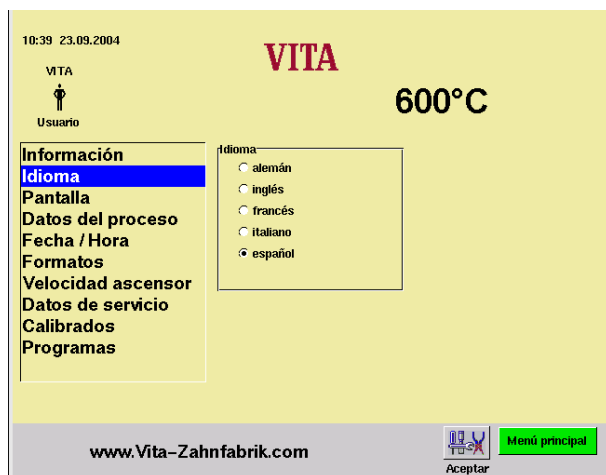 10:39 23.09.2004
VITA
VITA
600°C
Usuario
Información
Idioma
Pantalla
Datos del proceso
Fecha / Hora
Formatos
Velocidad ascensor
Datos de servicio
Calibrados
Programas
Idioma
alemán
inglés
francés
italiano
español
www.Vita-Zahnfabrik.com
Aceptar
Menú principal